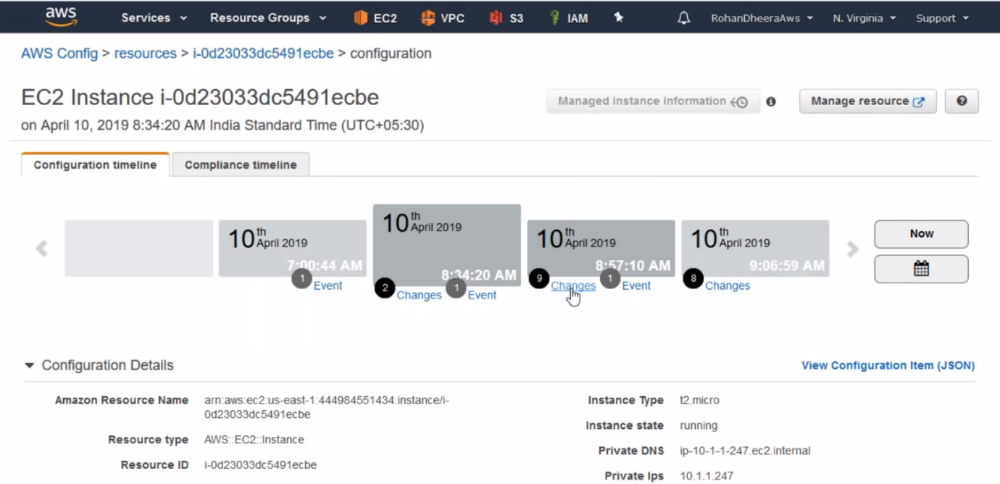 aws Services Resource Groups EC2 VPC S3 IAM RohanDheeraAws N. Virginia Support
AWS Config > resources > i-0d23033dc5491ecbe > configuration
EC2 Instance i-0d23033dc5491ecbe
Managed instance information Manage resource
on April 10, 2019 8:34:20 AM India Standard Time (UTC+05:30)
Configuration timeline Compliance timeline
10th April 2019 7:00:44 AM
1 Event
10th April 2019 8:34:20 AM
2 Changes 1 Event
10th April 2019 8:57:10 AM
9 Changes 1 Event
10th April 2019 9:06:59 AM
8 Changes
Now
Configuration Details View Configuration Item (JSON)
Amazon Resource Name arn:aws:ec2:us-east-1:444984551434:instance/i-
0d23033dc5491ecbe
Resource type AWS::EC2::Instance
Resource ID i-0d23033dc5491ecbe
Instance Type t2.micro
Instance state running
Private DNS ip-10-1-1-247.ec2.internal
Private Ips 10.1.1.247